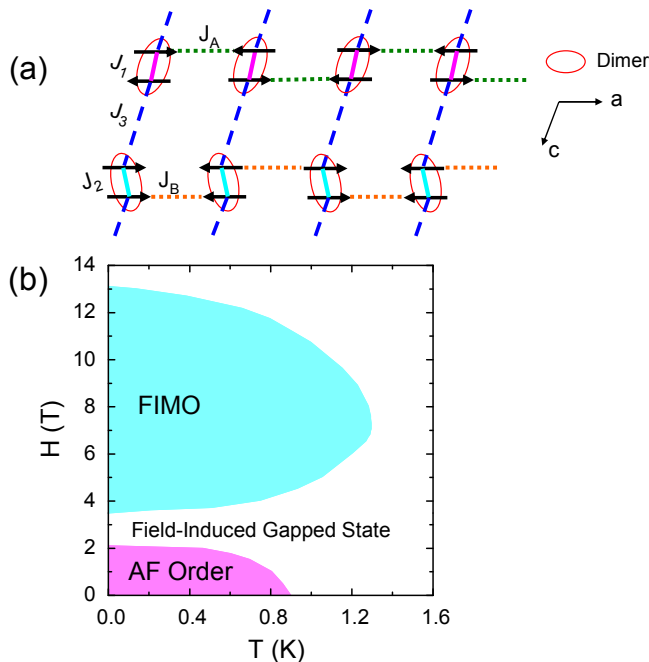 (a)
J_A
J_1
J_3
J_2
J_B
Dimer
a
c
(b)
H (T)
14
12
10
8
6
4
2
0
FIMO
Field-Induced Gapped State
AF Order
0.0 0.4 0.8 1.2 1.6
T (K)